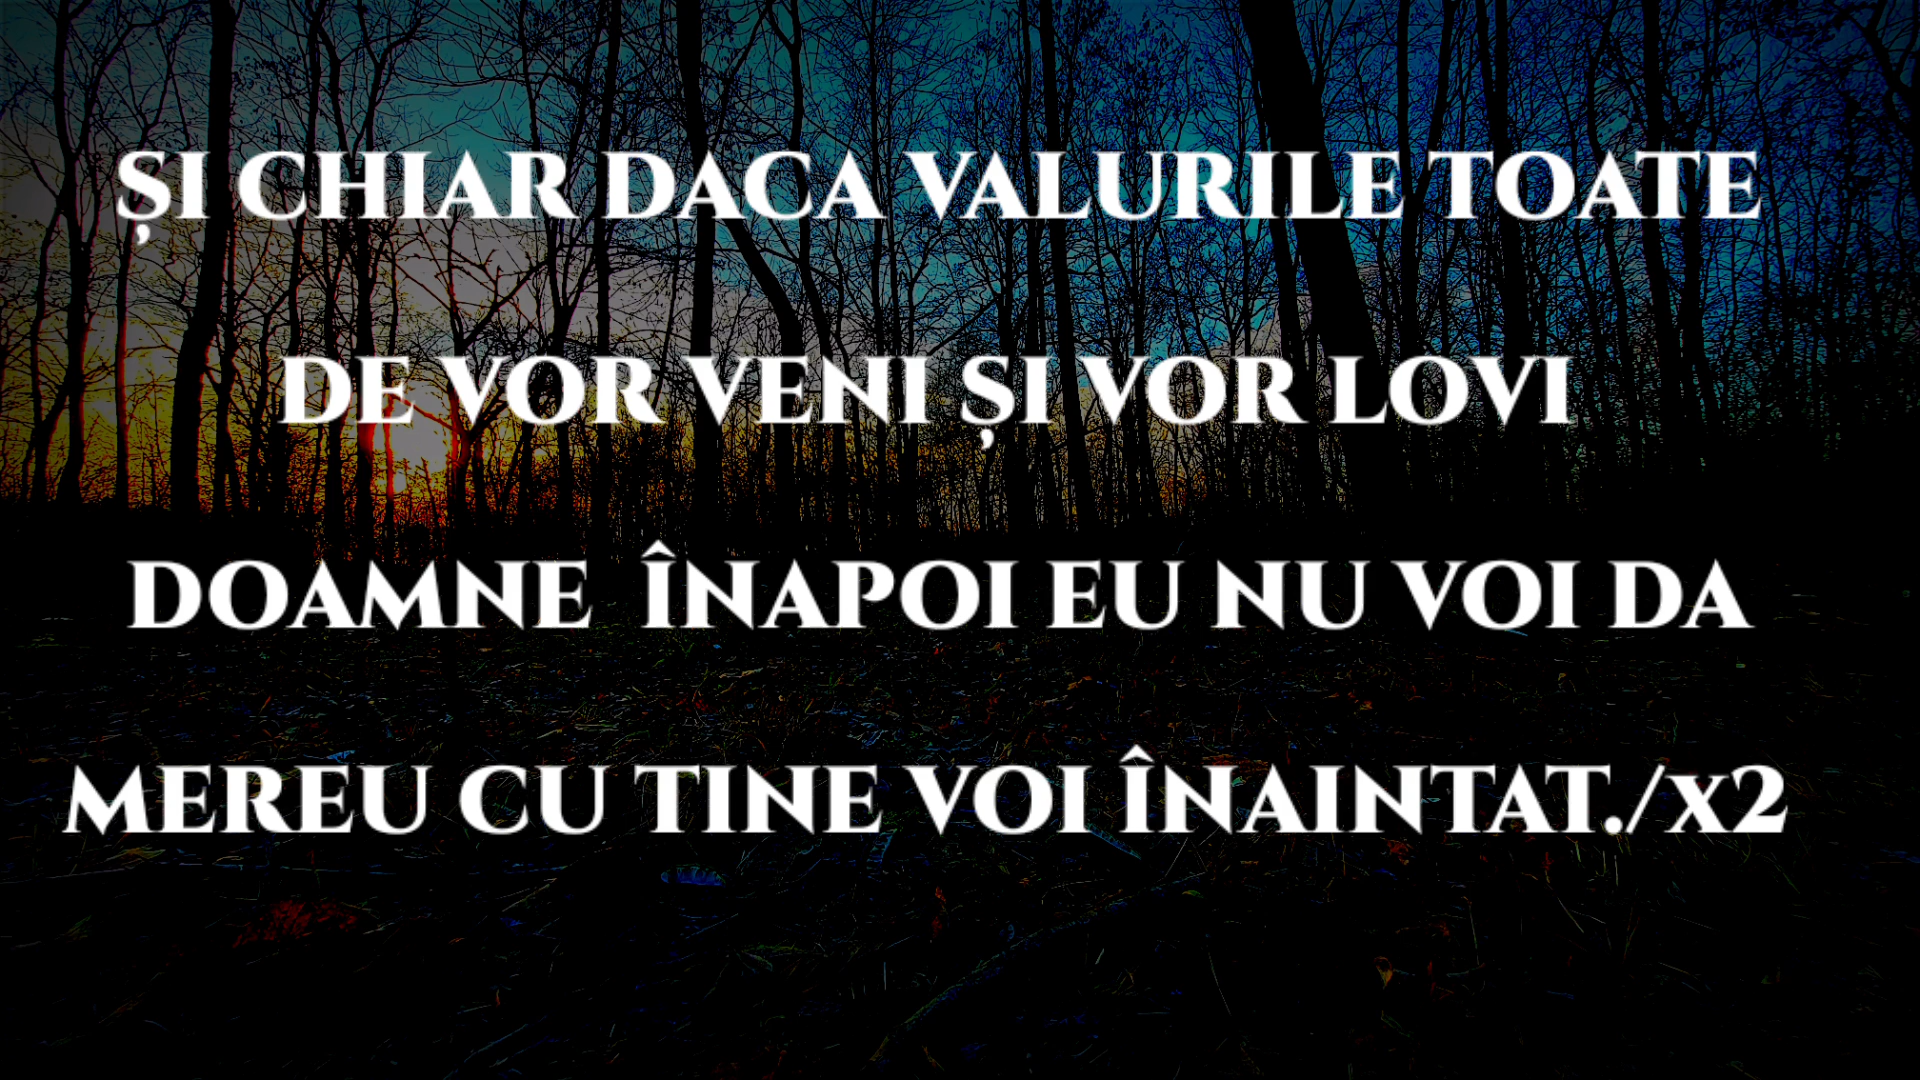 ȘI CHIAR DACA VALURILE TOATE
DE VOR VENI ȘI VOR LOVI
DOAMNE ÎNAPOI EU NU VOI DA
MEREU CU TINE VOI ÎNAINTAT./x2